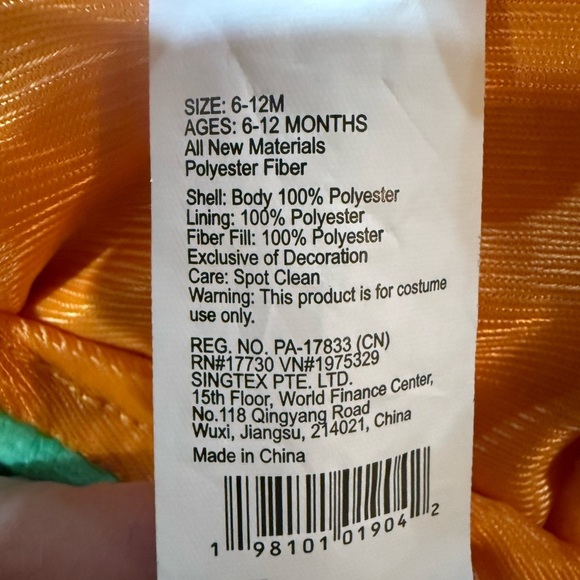 SIZE: 6-12M
AGES: 6-12 MONTHS
All New Materials
Polyester Fiber
Shell: Body 100% Polyester
Lining: 100% Polyester
Fiber Fill: 100% Polyester
Exclusive of Decoration
Care: Spot Clean
Warning: This product is for costume
use only.
REG. NO. PA-17833 (CN)
RN#17730 VN#1975329
SINGTEX PTE. LTD.
15th Floor, World Finance Center,
No.118 Qingyang Road
Wuxi, Jiangsu, 214021, China
Made in China
1 98101 01904 2